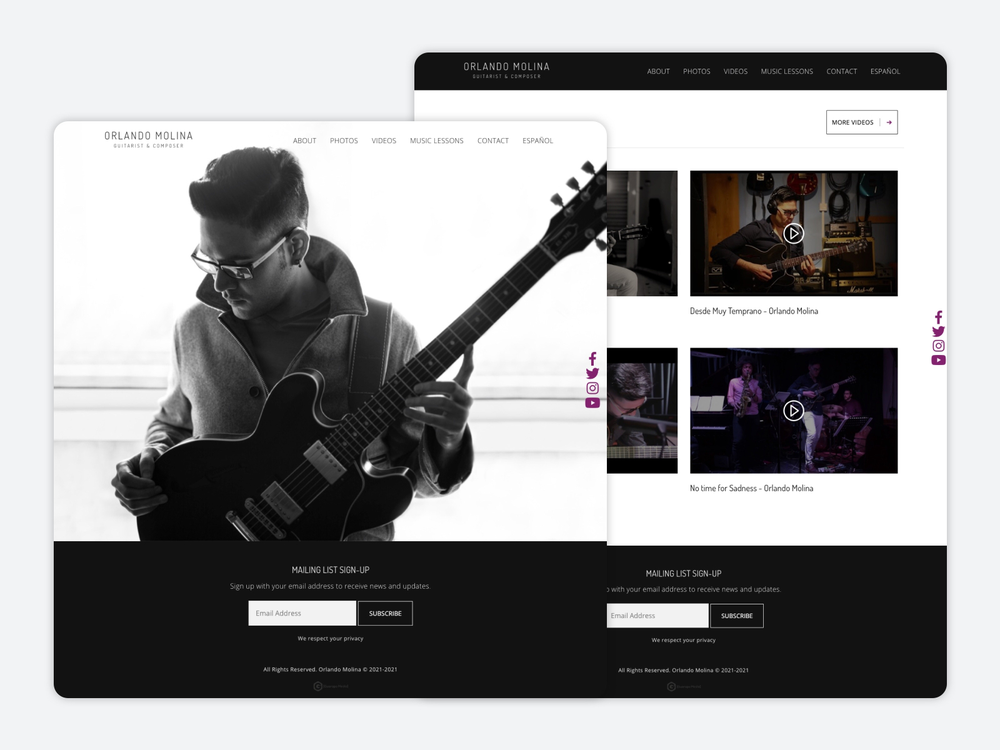 ORLANDO MOLINA
GUITARIST & COMPOSER
ABOUT PHOTOS VIDEOS MUSIC LESSONS CONTACT ESPAÑOL
MORE VIDEOS
Desde Muy Temprano - Orlando Molina
No time for Sadness - Orlando Molina
MAILING LIST SIGN-UP
with your email address to receive news and updates.
Email Address SUBSCRIBE
We respect your privacy
All Rights Reserved. Orlando Molina © 2021-2021
ORLANDO MOLINA
GUITARIST & COMPOSER
ABOUT PHOTOS VIDEOS MUSIC LESSONS CONTACT ESPAÑOL
MAILING LIST SIGN-UP
Sign up with your email address to receive news and updates.
Email Address SUBSCRIBE
We respect your privacy
All Rights Reserved. Orlando Molina © 2021-2021